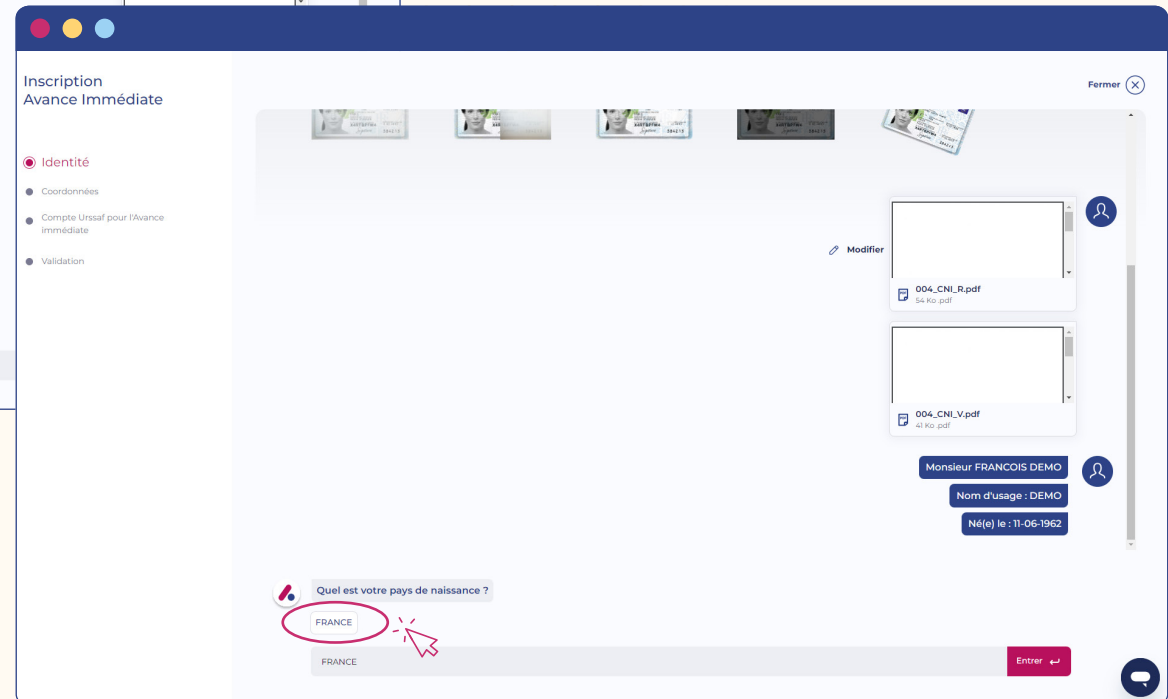 Inscription
Avance Immédiate
Fermer
Identité
Coordonnées
Compte Urssaf pour l'Avance
immédiate
Validation
Modifier
004_CNI_R.pdf
54 Ko .pdf
004_CNI_V.pdf
41 Ko .pdf
Monsieur FRANCOIS DEMO
Nom d'usage : DEMO
Né(e) le : 11-06-1962
Quel est votre pays de naissance ?
FRANCE
FRANCE
Entrer